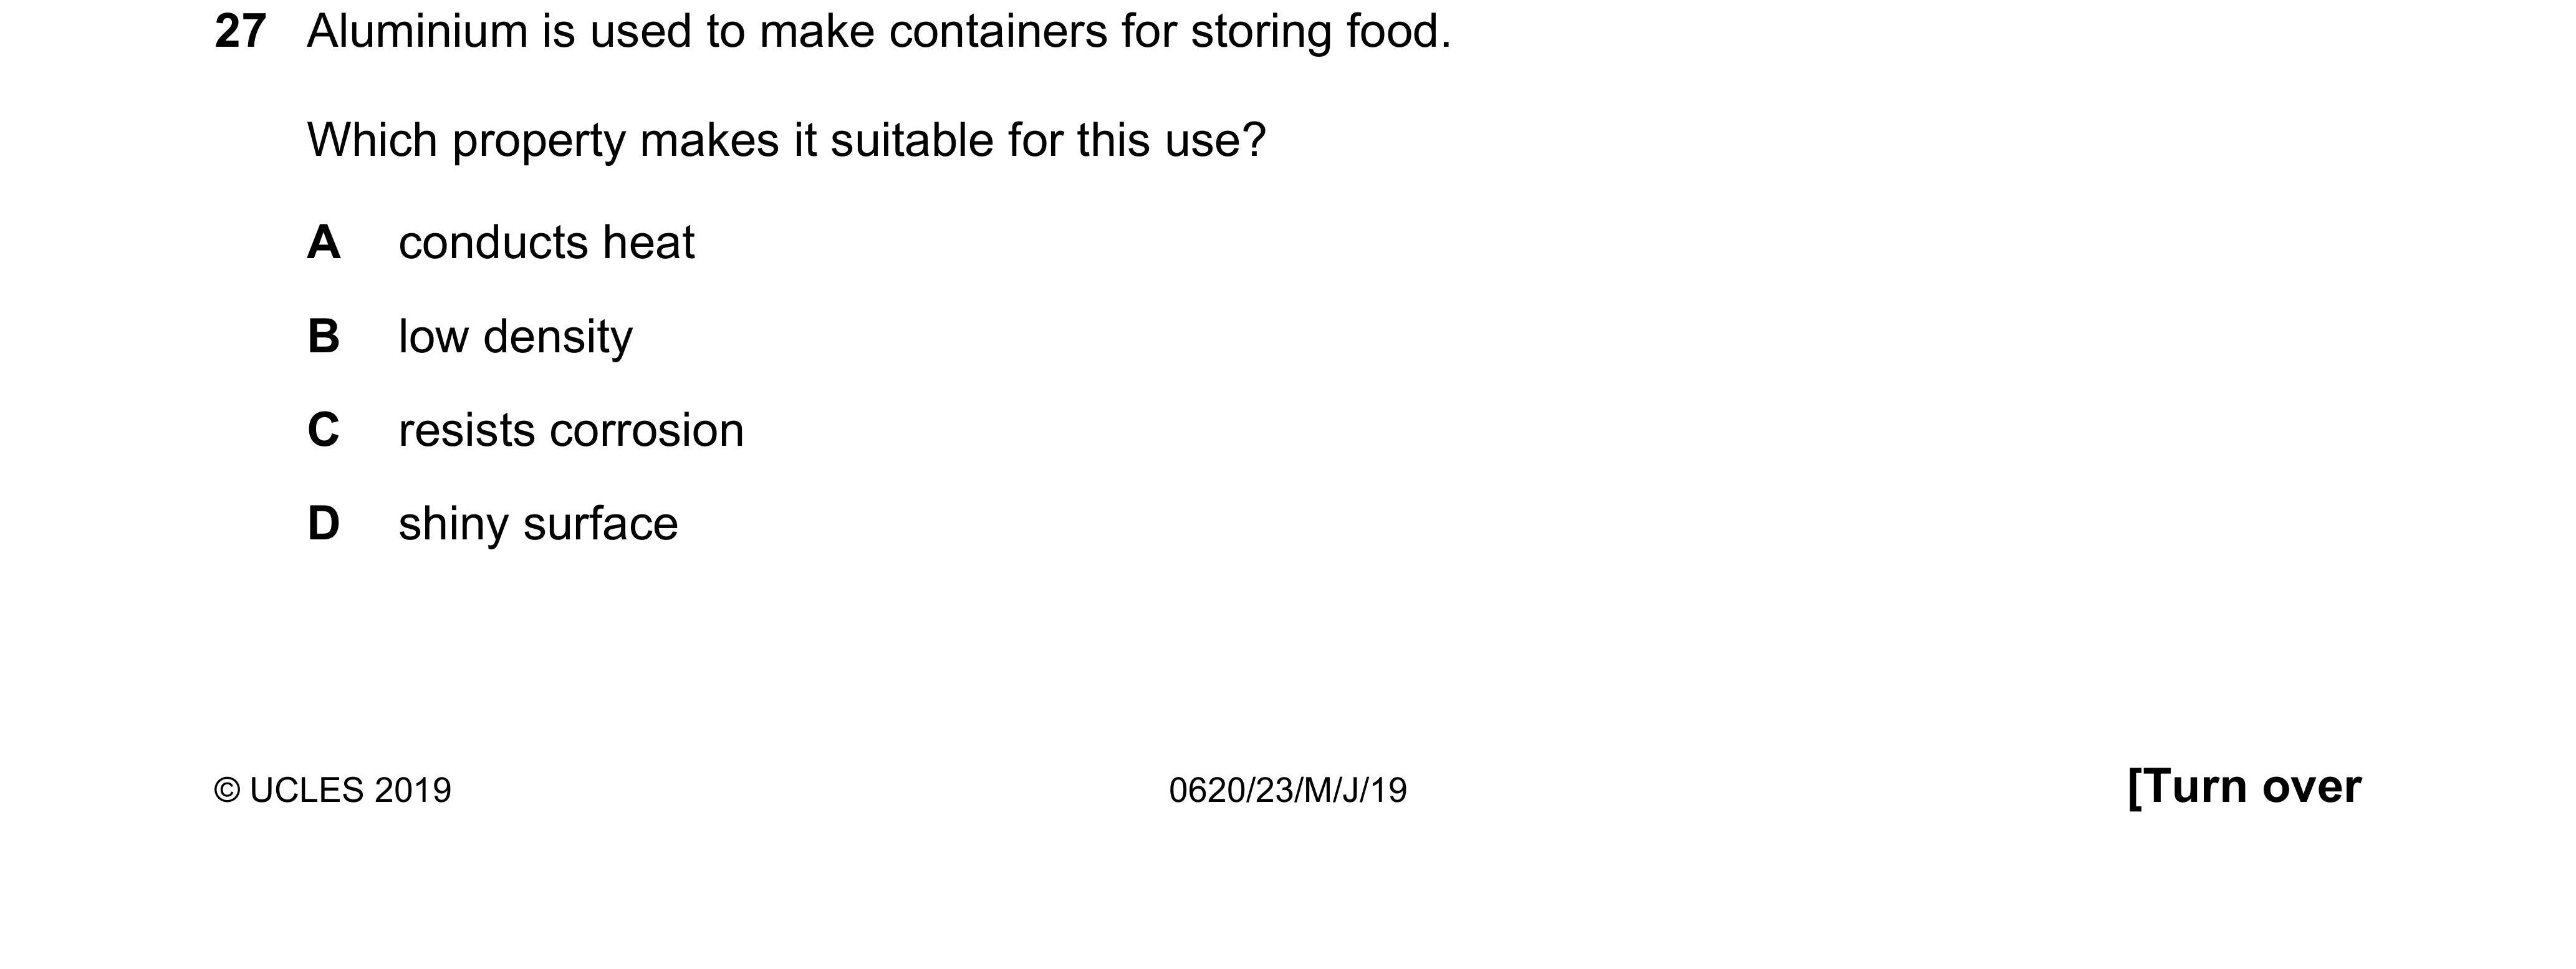 27 Aluminium is used to make containers for storing food.
Which property makes it suitable for this use?
A conducts heat
B low density
C resists corrosion
D shiny surface
© UCLES 2019 0620/23/M/J/19 [Turn over